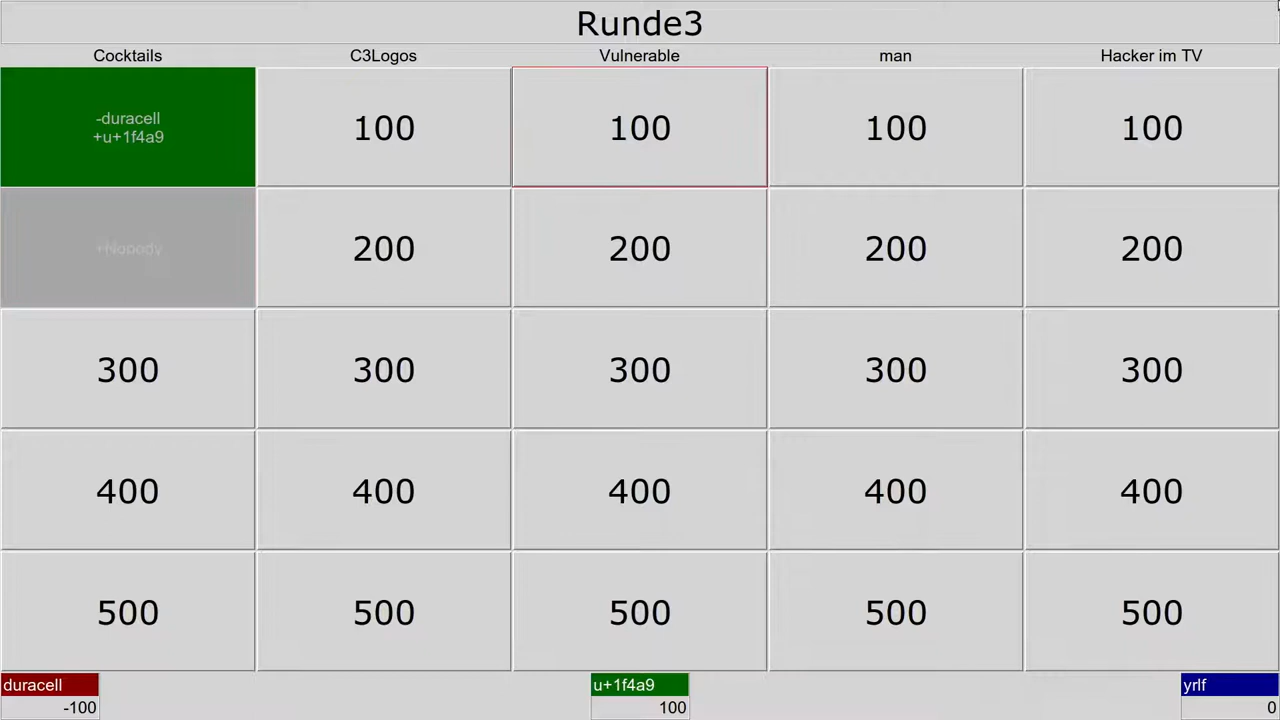 Runde3
Cocktails C3Logos Vulnerable man Hacker im TV
-duracell
+u+1f4a9
100 100 100 100
+Nobody
200 200 200 200
300 300 300 300 300
400 400 400 400 400
500 500 500 500 500
duracell u+1f4a9 yrlf
-100 100 0